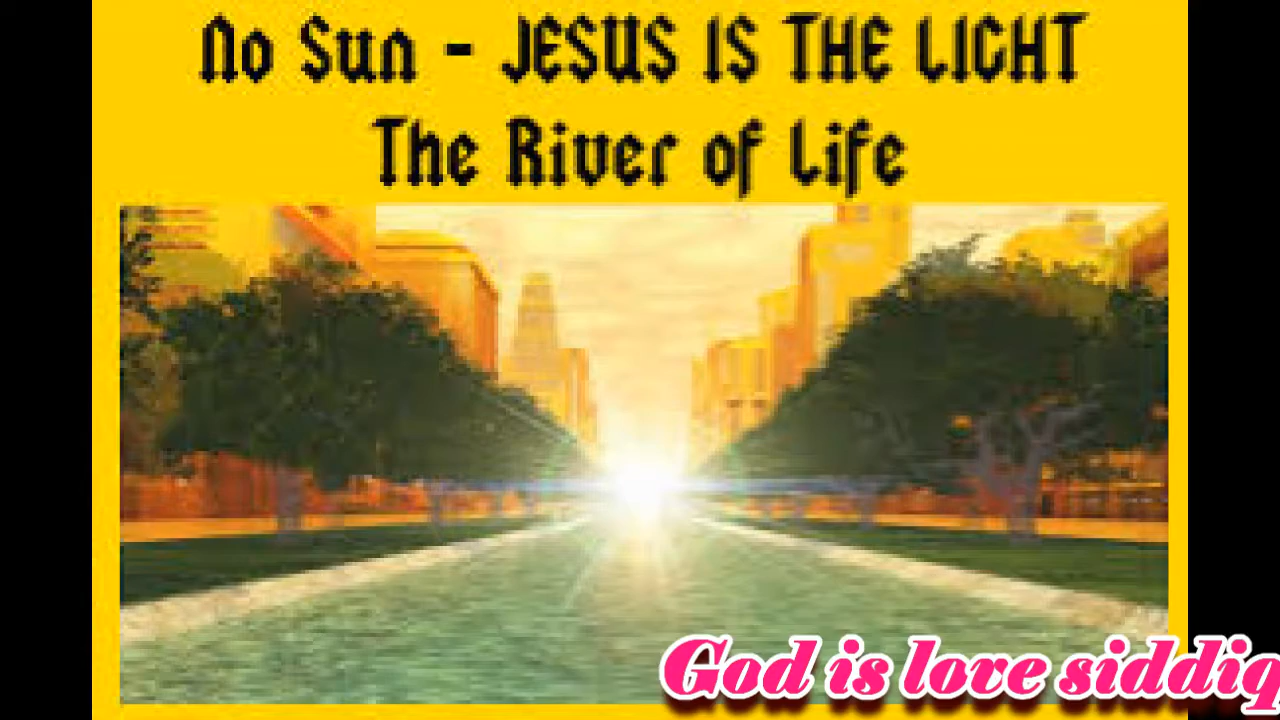 No Sun - JESUS IS THE LIGHT
The River of Life
God is love siddiq